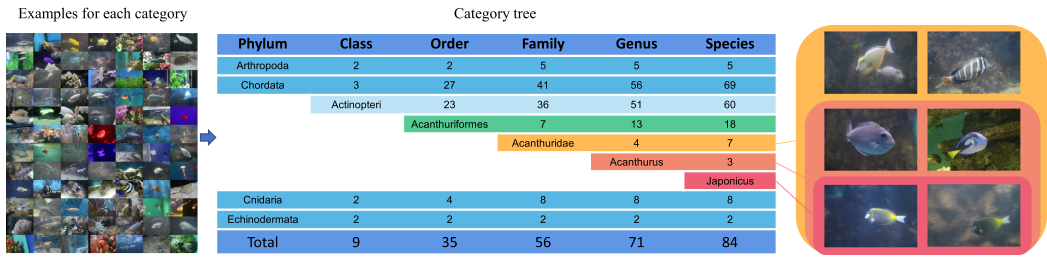 Examples for each category
Category tree
Phylum Class Order Family Genus Species
Arthropoda 2 2 5 5 5
Chordata 3 27 41 56 69
Actinopteri 23 36 51 60
Acanthuriformes 7 13 18
Acanthuridae 4 7
Acanthurus 3
Japonicus
Cnidaria 2 4 8 8 8
Echinodermata 2 2 2 2 2
Total 9 35 56 71 84